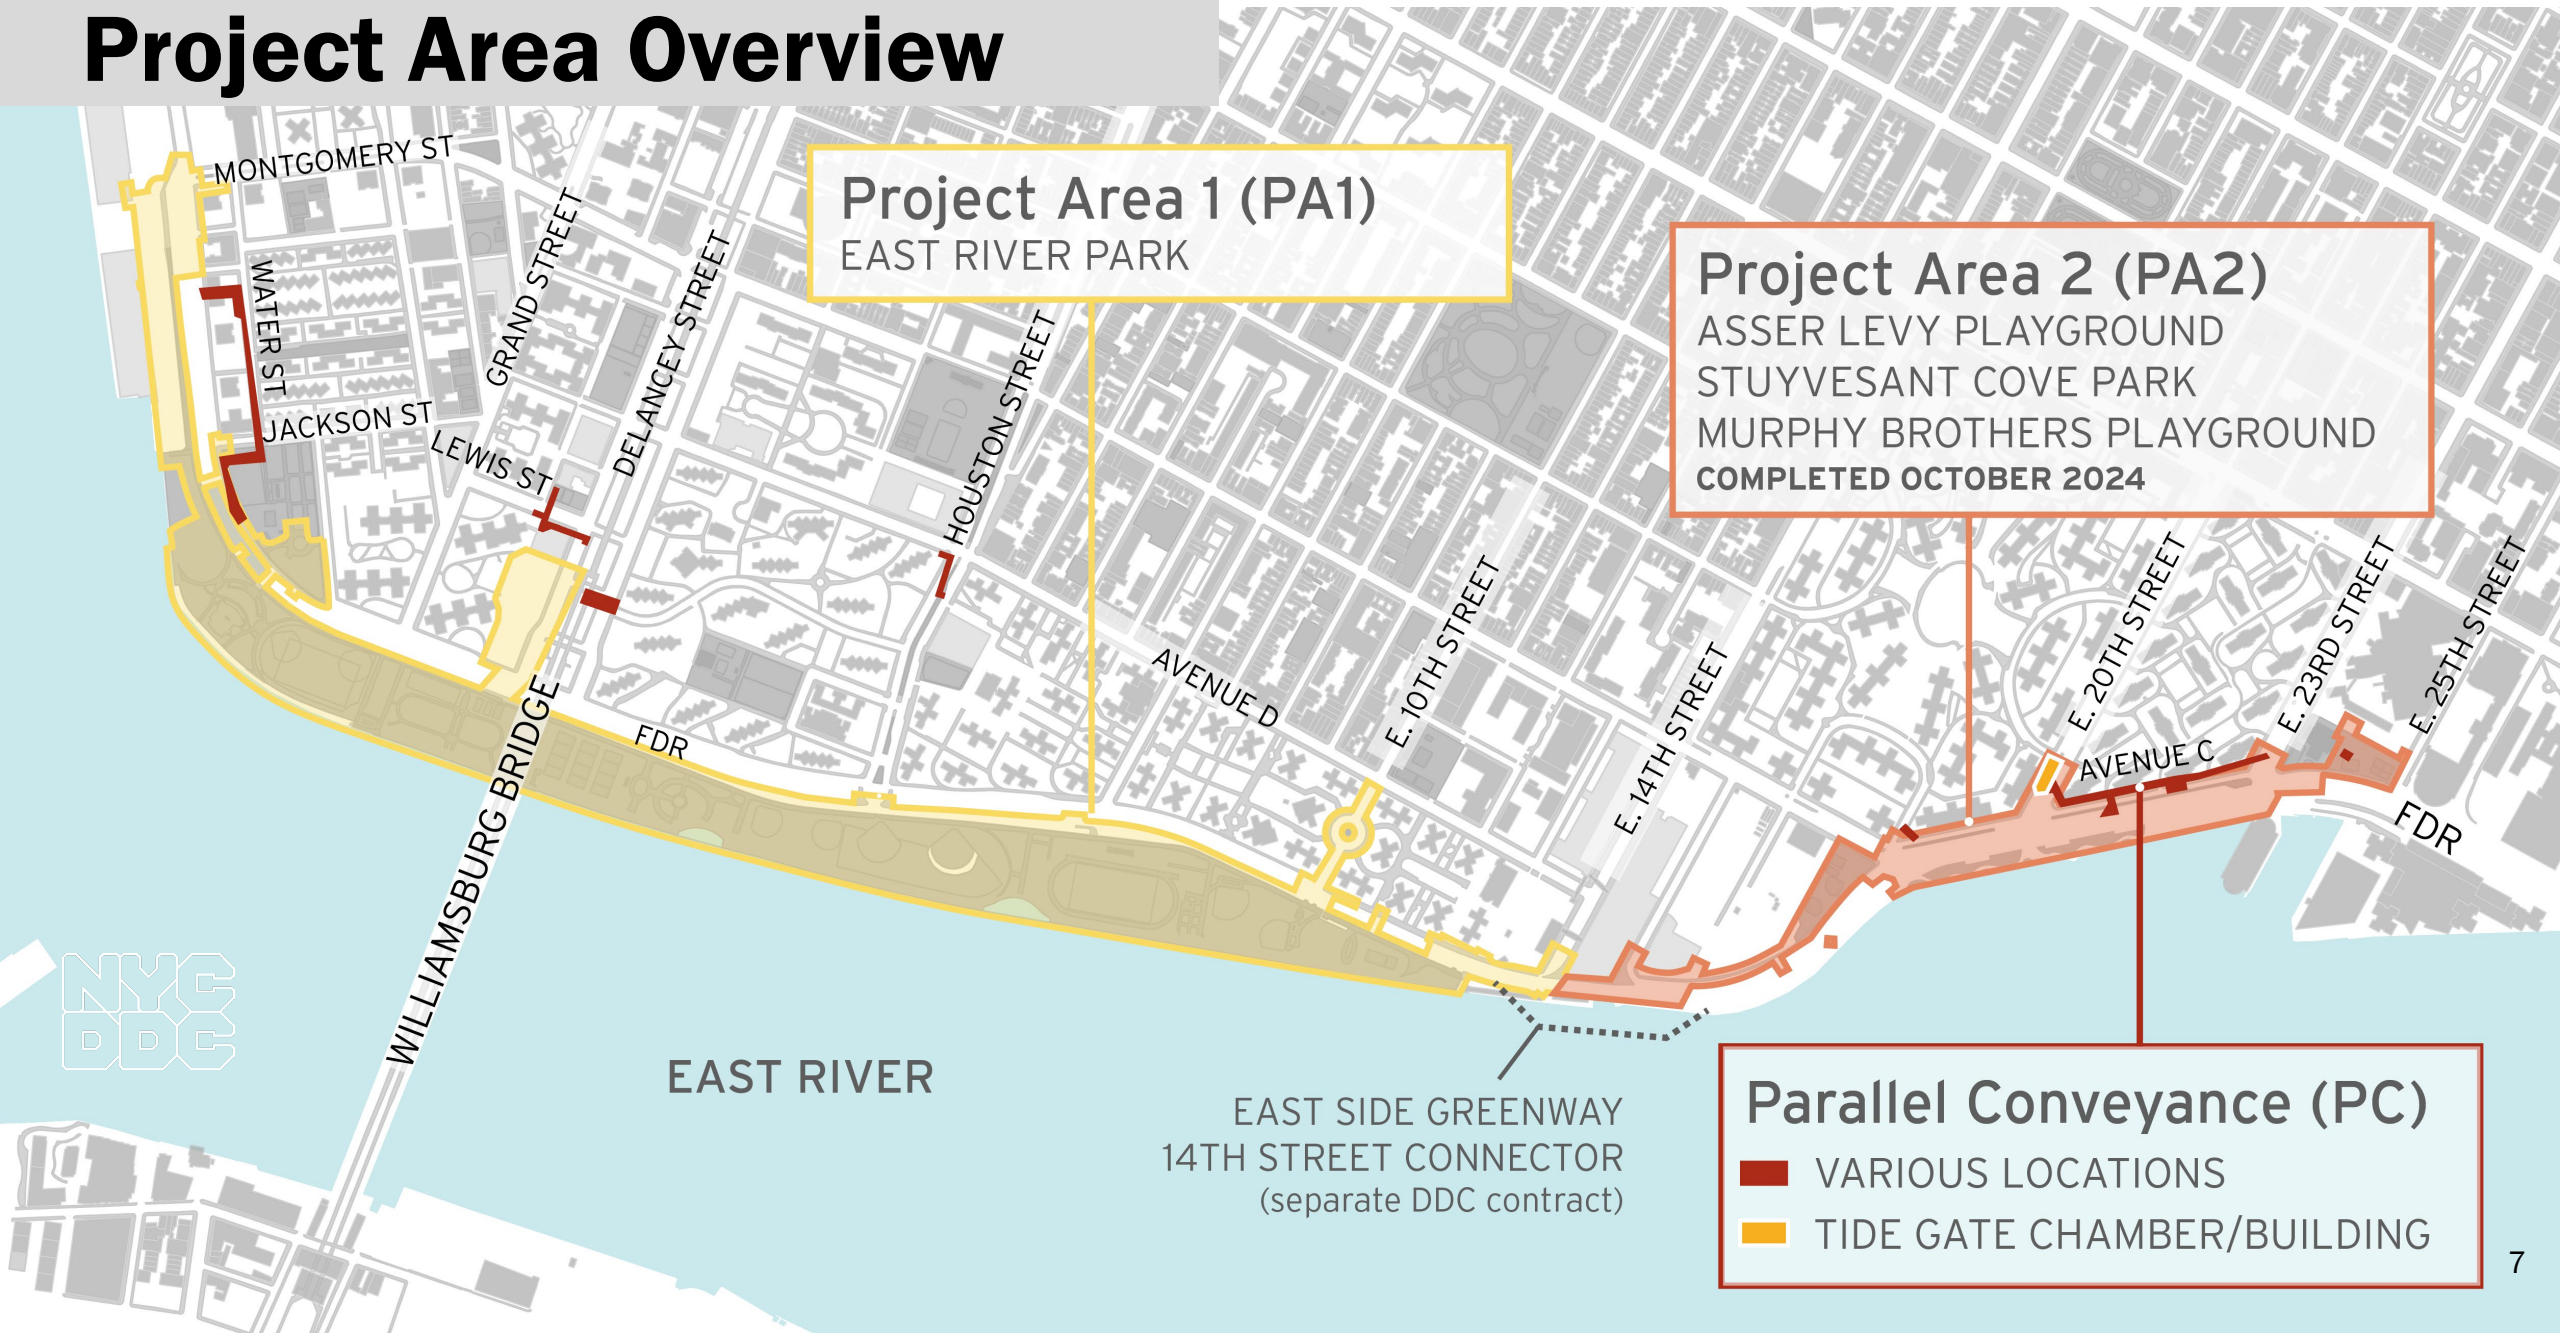 Project Area Overview
MONTGOMERY ST
WATER ST
JACKSON ST
GRAND STREET
LEWIS ST
DELANCEY STREET
HOUSTON STREET
Project Area 1 (PA1)
EAST RIVER PARK
Project Area 2 (PA2)
ASSER LEVY PLAYGROUND
STUYVESANT COVE PARK
MURPHY BROTHERS PLAYGROUND
COMPLETED OCTOBER 2024
AVENUE D
E. 10TH STREET
E. 14TH STREET
E. 20TH STREET
E. 23RD STREET
E. 25TH STREET
AVENUE C
FDR
FDR
WILLIAMSBURG BRIDGE
NYC
DDC
EAST RIVER
EAST SIDE GREENWAY
14TH STREET CONNECTOR
(separate DDC contract)
Parallel Conveyance (PC)
VARIOUS LOCATIONS
TIDE GATE CHAMBER/BUILDING
7